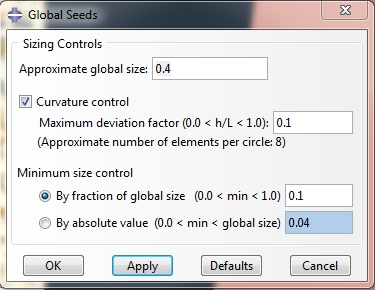 Global Seeds
Sizing Controls
Approximate global size: 0.4
Curvature control
Maximum deviation factor (0.0 < h/L < 1.0): 0.1
(Approximate number of elements per circle: 8)
Minimum size control
By fraction of global size (0.0 < min < 1.0) 0.1
By absolute value (0.0 < min < global size) 0.04
OK Apply Defaults Cancel